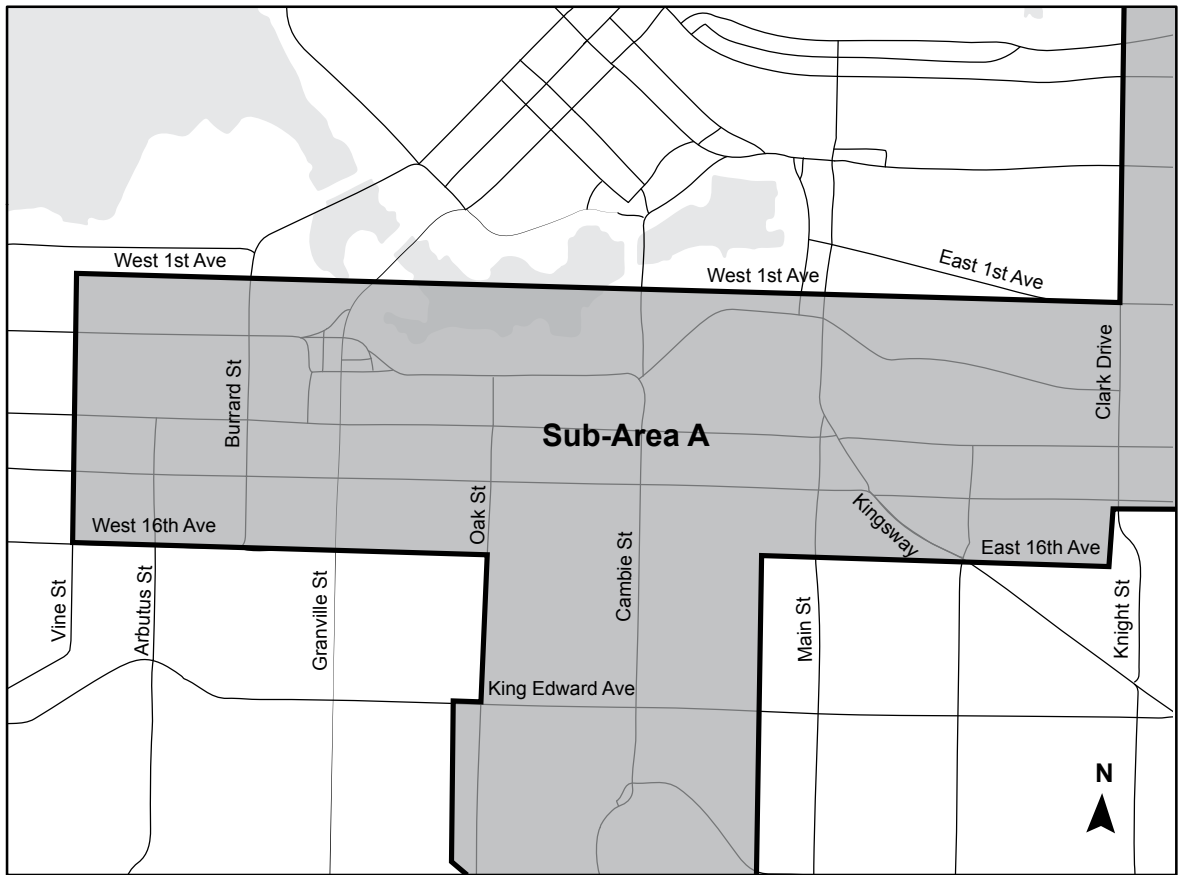 West 1st Ave
West 1st Ave
East 1st Ave
Burrard St
Clark Drive
Sub-Area A
Oak St
Kingsway
West 16th Ave
East 16th Ave
Vine St
Arbutus St
Granville St
Cambie St
Main St
Knight St
King Edward Ave
N